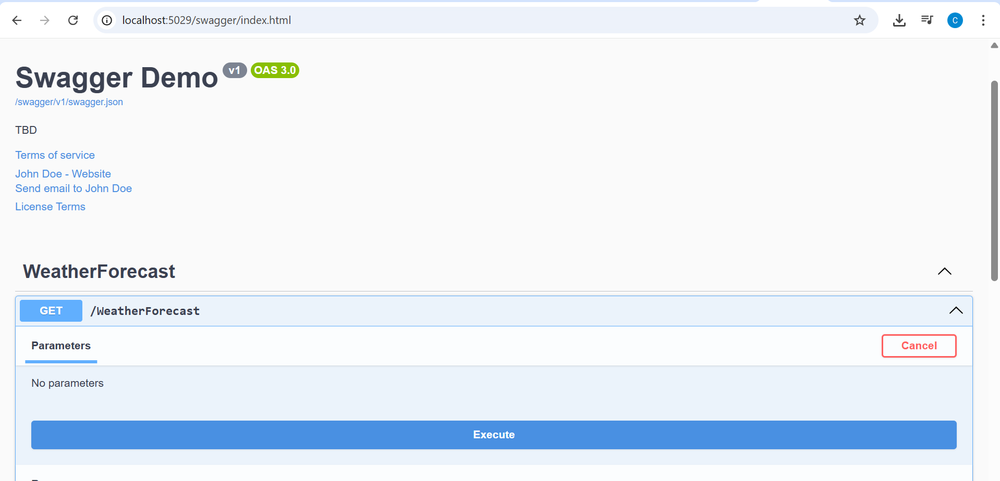 localhost:5029/swagger/index.html
C
Swagger Demo v1 OAS 3.0
/swagger/v1/swagger.json
TBD
Terms of service
John Doe - Website
Send email to John Doe
License Terms
WeatherForecast
GET /WeatherForecast
Parameters Cancel
No parameters
Execute